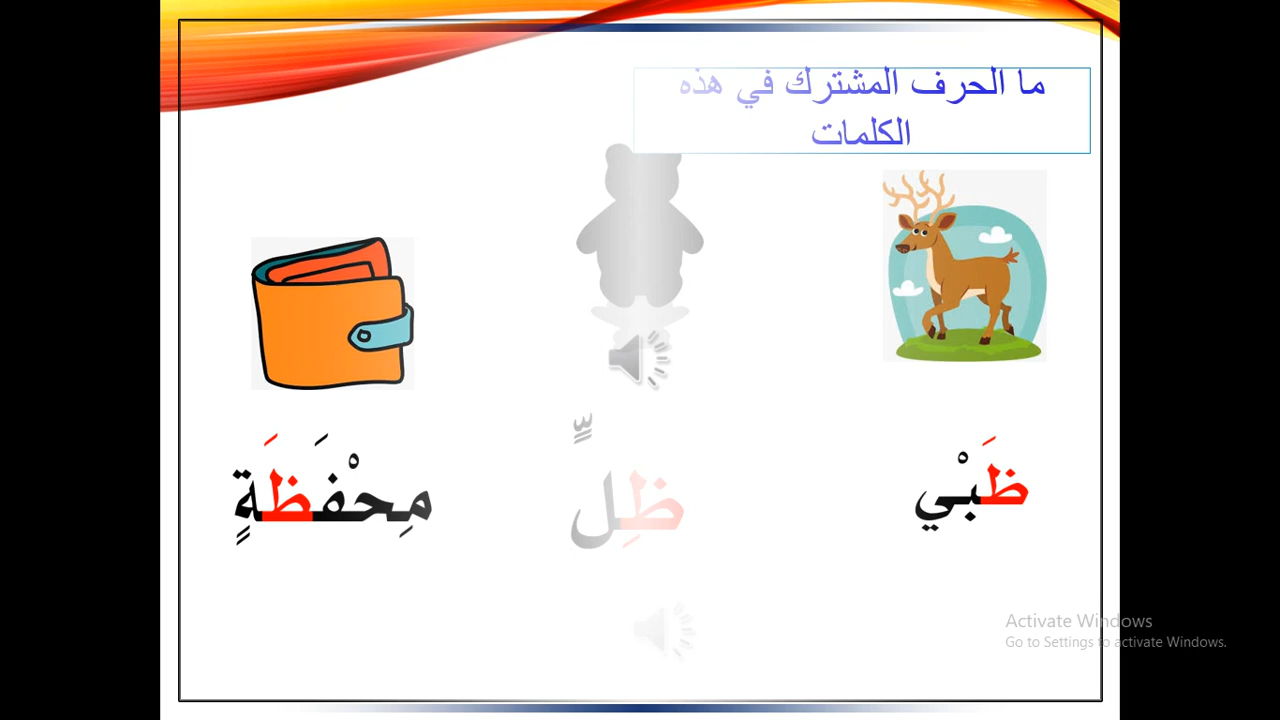 ما الحرف المشترك في هذه
الكلمات
ظَبْي
ظِلٍّ
مِحْفَظَةٍ
Activate Windows
Go to Settings to activate Windows.